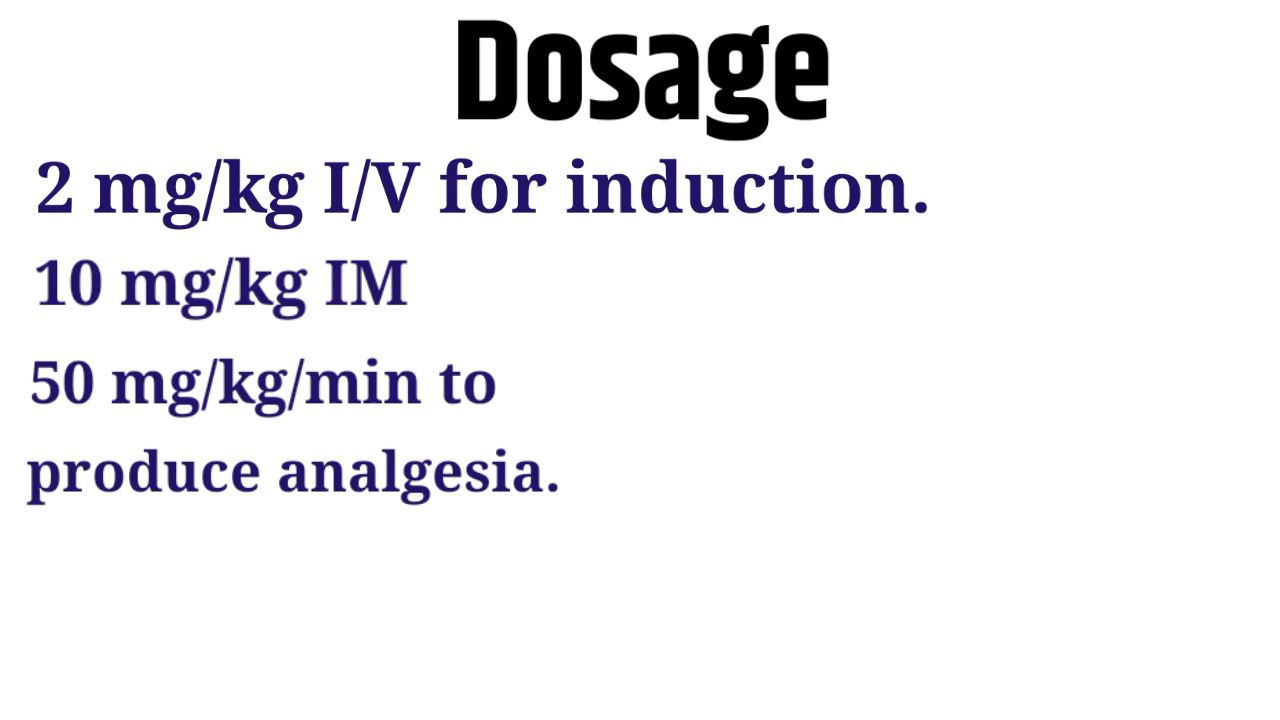 Dosage
2 mg/kg I/V for induction.
10 mg/kg IM
50 mg/kg/min to
produce analgesia.